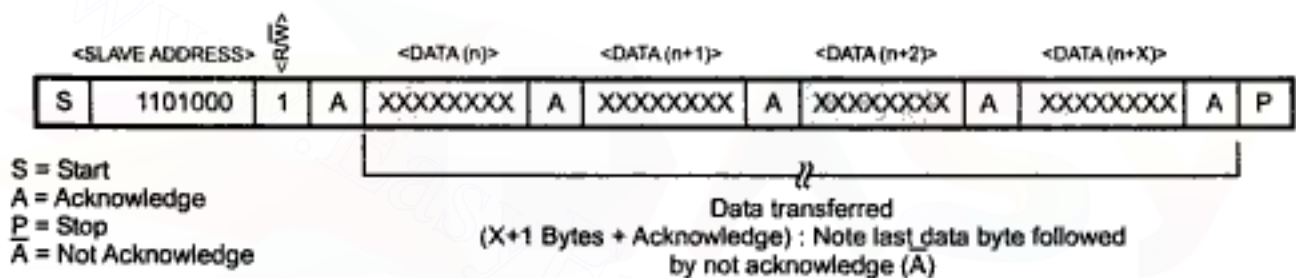 <SLAVE ADDRESS> <R/W̅> <DATA (n)> <DATA (n+1)> <DATA (n+2)> <DATA (n+X)>
S 1101000 1 A XXXXXXXX A XXXXXXXX A XXXXXXXX A XXXXXXXX A P
S = Start
A = Acknowledge
P = Stop
A̅ = Not Acknowledge
Data transferred
(X+1 Bytes + Acknowledge) : Note last data byte followed
by not acknowledge (A̅)